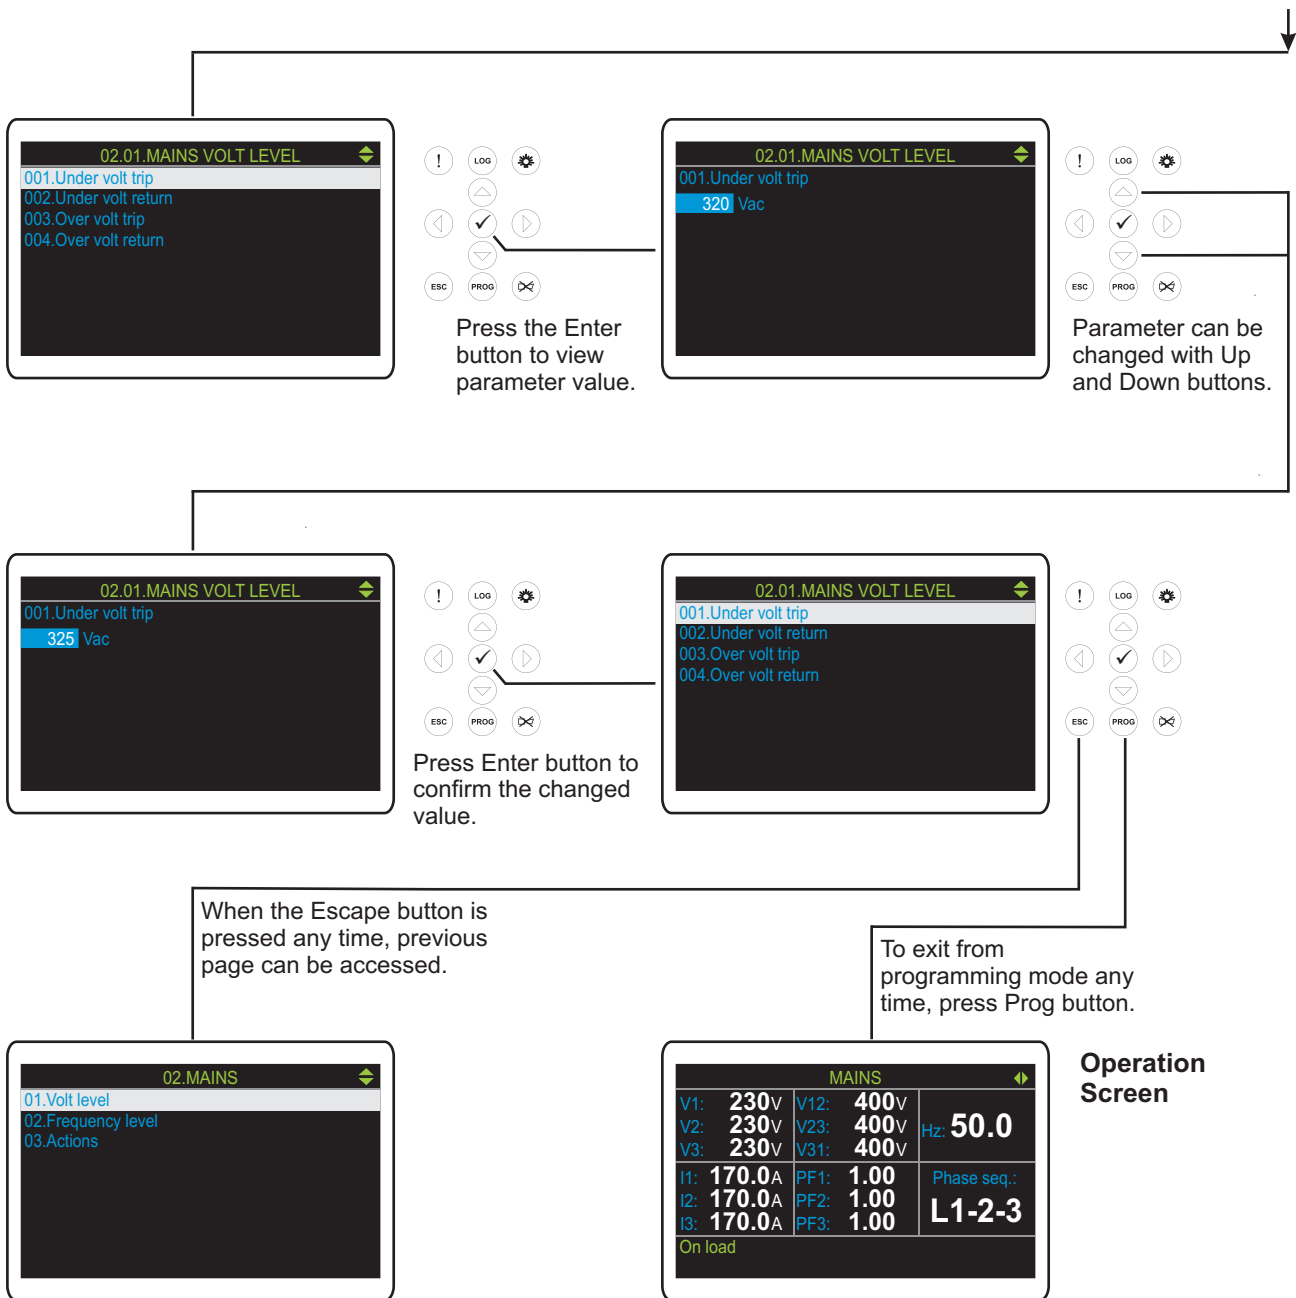 02.01.MAINS VOLT LEVEL
001.Under volt trip
002.Under volt return
003.Over volt trip
004.Over volt return
! LOG
ESC PROG
Press the Enter
button to view
parameter value.
02.01.MAINS VOLT LEVEL
001.Under volt trip
320 Vac
! LOG
ESC PROG
Parameter can be
changed with Up
and Down buttons.
02.01.MAINS VOLT LEVEL
001.Under volt trip
325 Vac
! LOG
ESC PROG
Press Enter button to
confirm the changed
value.
02.01.MAINS VOLT LEVEL
001.Under volt trip
002.Under volt return
003.Over volt trip
004.Over volt return
! LOG
ESC PROG
When the Escape button is
pressed any time, previous
page can be accessed.
To exit from
programming mode any
time, press Prog button.
02.MAINS
01.Volt level
02.Frequency level
03.Actions
MAINS
V1: 230V V12: 400V
V2: 230V V23: 400V Hz: 50.0
V3: 230V V31: 400V
I1: 170.0A PF1: 1.00 Phase seq.:
I2: 170.0A PF2: 1.00 L1-2-3
I3: 170.0A PF3: 1.00
On load
Operation
Screen